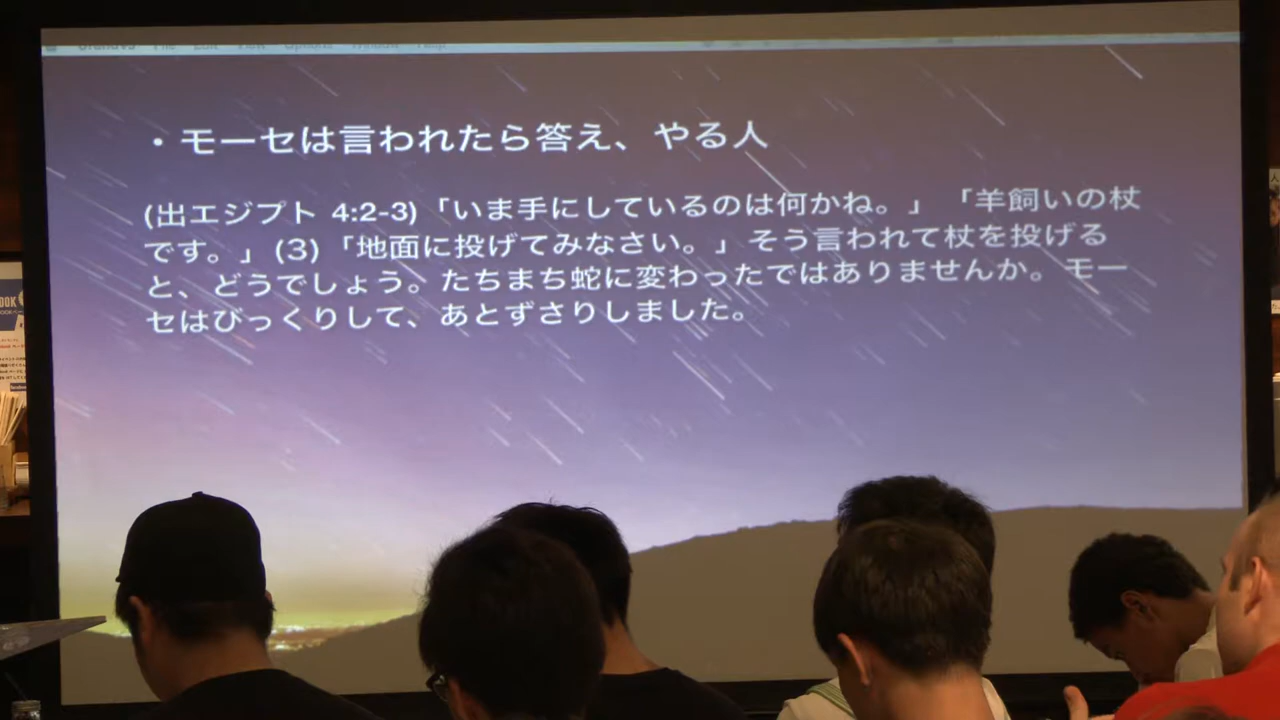 ・モーセは言われたら答え、やる人
(出エジプト 4:2-3)「いま手にしているのは何かね。」「羊飼いの杖
です。」(3)「地面に投げてみなさい。」そう言われて杖を投げる
と、どうでしょう。たちまち蛇に変わったではありませんか。モー
セはびっくりして、あとずさりしました。